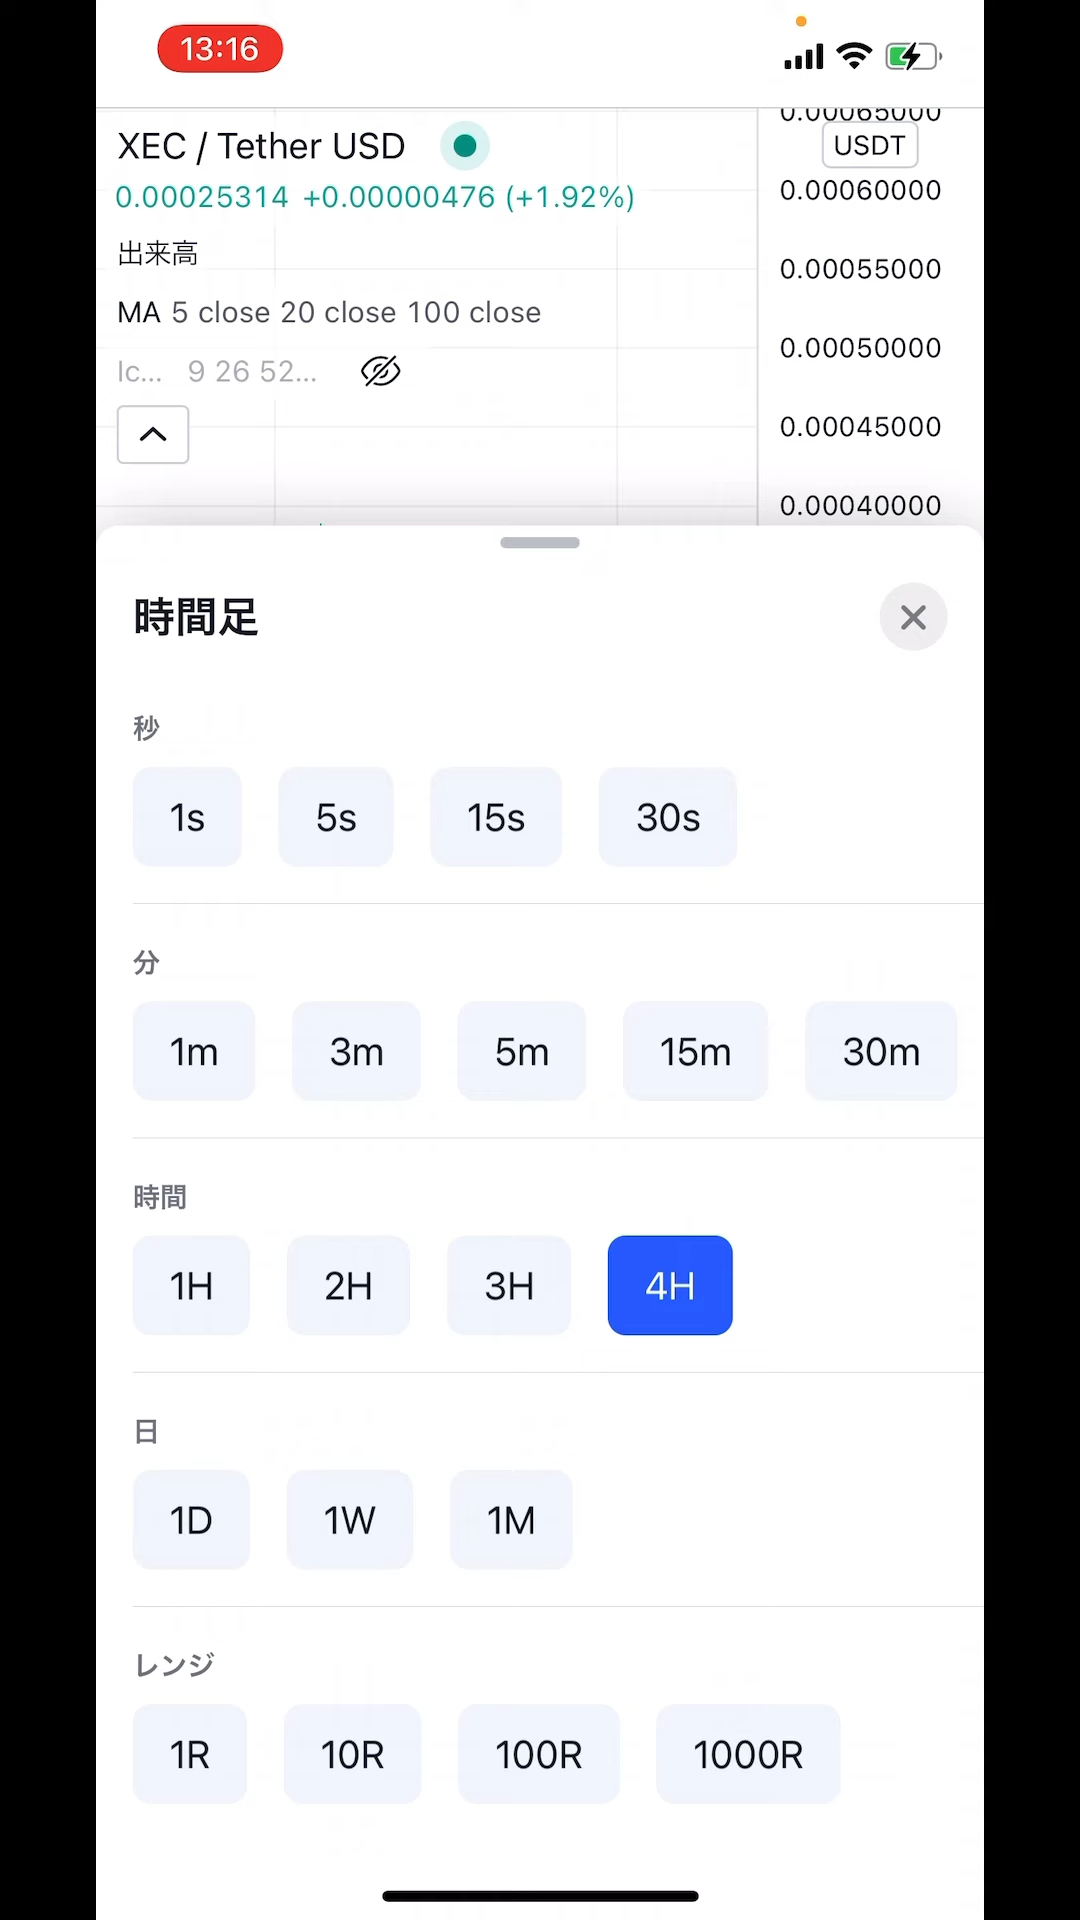 13:16
0.00065000
XEC / Tether USD
USDT
0.00025314 +0.00000476 (+1.92%)
0.00060000
出来高
0.00055000
MA 5 close 20 close 100 close
0.00050000
Ic... 9 26 52...
0.00045000
0.00040000
時間足
秒
1s 5s 15s 30s
分
1m 3m 5m 15m 30m
時間
1H 2H 3H 4H
日
1D 1W 1M
レンジ
1R 10R 100R 1000R